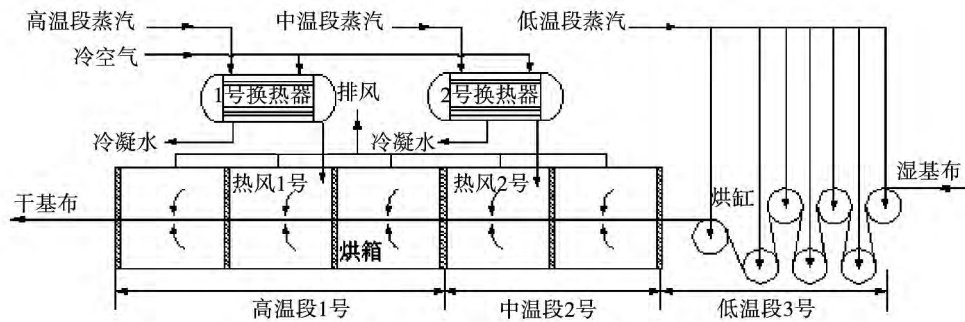 高温段蒸汽
中温段蒸汽
低温段蒸汽
冷空气
1号换热器
排风
2号换热器
冷凝水
冷凝水
热风1号
热风2号
烘缸
湿基布
干基布
烘箱
高温段1号
中温段2号
低温段3号